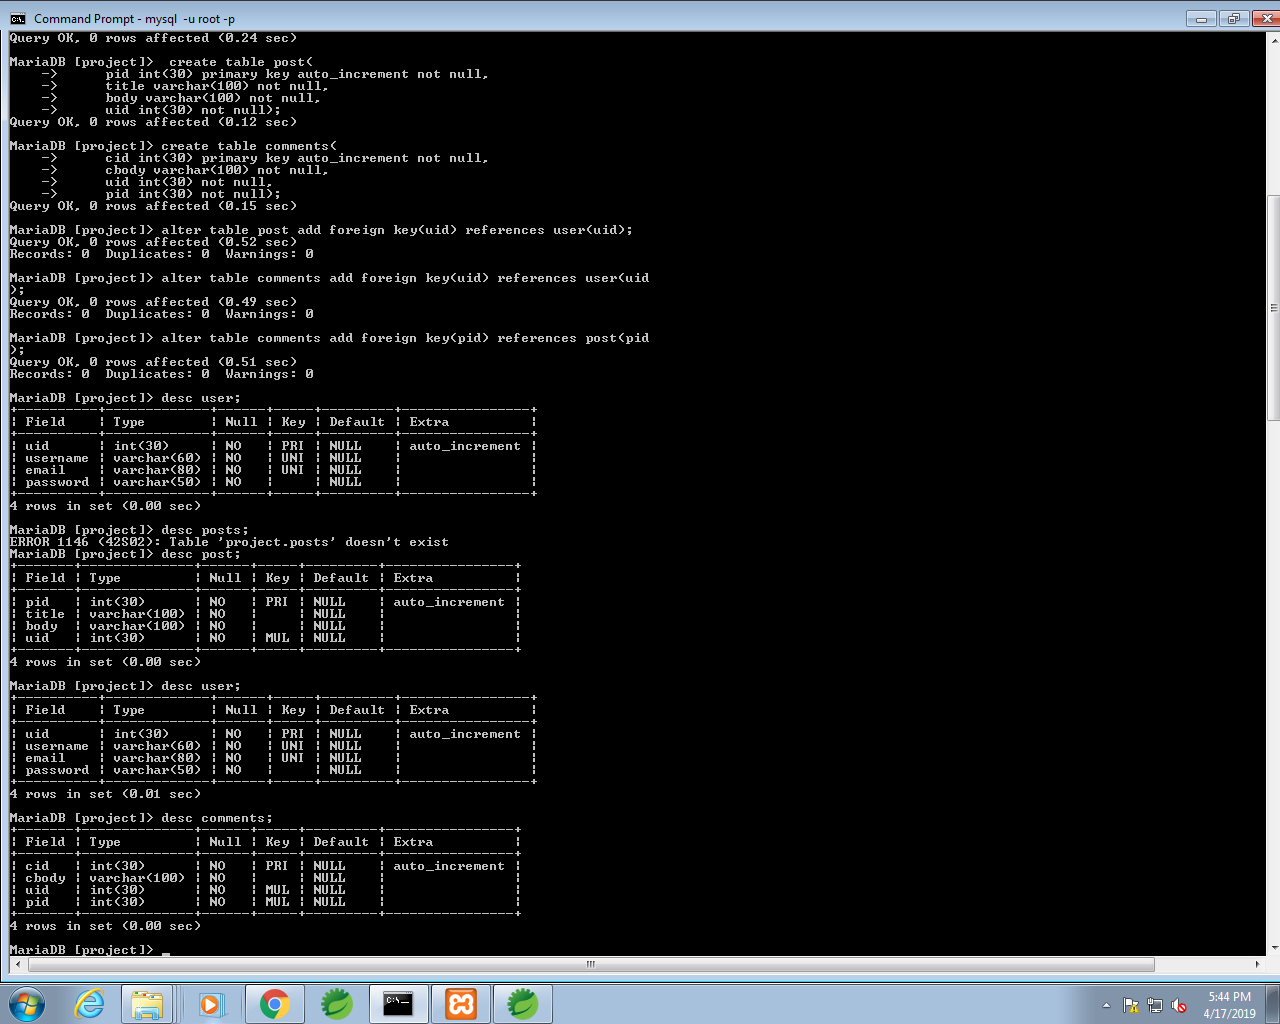 Command Prompt - mysql  -u root -p
Query OK, 0 rows affected (0.24 sec)
MariaDB [project]>  create table post(
    ->      pid int(30) primary key auto_increment not null,
    ->      title varchar(100) not null,
    ->      body varchar(100) not null,
    ->      uid int(30) not null);
Query OK, 0 rows affected (0.12 sec)
MariaDB [project]> create table comments(
    ->      cid int(30) primary key auto_increment not null,
    ->      cbody varchar(100) not null,
    ->      uid int(30) not null,
    ->      pid int(30) not null);
Query OK, 0 rows affected (0.15 sec)
MariaDB [project]> alter table post add foreign key(uid) references user(uid);
Query OK, 0 rows affected (0.52 sec)
Records: 0  Duplicates: 0  Warnings: 0
MariaDB [project]> alter table comments add foreign key(uid) references user(uid
);
Query OK, 0 rows affected (0.49 sec)
Records: 0  Duplicates: 0  Warnings: 0
MariaDB [project]> alter table comments add foreign key(pid) references post(pid
);
Query OK, 0 rows affected (0.51 sec)
Records: 0  Duplicates: 0  Warnings: 0
MariaDB [project]> desc user;
+----------+-------------+------+-----+---------+----------------+
| Field    | Type        | Null | Key | Default | Extra          |
+----------+-------------+------+-----+---------+----------------+
| uid      | int(30)     | NO   | PRI | NULL    | auto_increment |
| username | varchar(60) | NO   | UNI | NULL    |                |
| email    | varchar(80) | NO   | UNI | NULL    |                |
| password | varchar(50) | NO   |     | NULL    |                |
+----------+-------------+------+-----+---------+----------------+
4 rows in set (0.00 sec)
MariaDB [project]> desc posts;
ERROR 1146 (42S02): Table 'project.posts' doesn't exist
MariaDB [project]> desc post;
+-------+--------------+------+-----+---------+----------------+
| Field | Type         | Null | Key | Default | Extra          |
+-------+--------------+------+-----+---------+----------------+
| pid   | int(30)      | NO   | PRI | NULL    | auto_increment |
| title | varchar(100) | NO   |     | NULL    |                |
| body  | varchar(100) | NO   |     | NULL    |                |
| uid   | int(30)      | NO   | MUL | NULL    |                |
+-------+--------------+------+-----+---------+----------------+
4 rows in set (0.00 sec)
MariaDB [project]> desc user;
+----------+-------------+------+-----+---------+----------------+
| Field    | Type        | Null | Key | Default | Extra          |
+----------+-------------+------+-----+---------+----------------+
| uid      | int(30)     | NO   | PRI | NULL    | auto_increment |
| username | varchar(60) | NO   | UNI | NULL    |                |
| email    | varchar(80) | NO   | UNI | NULL    |                |
| password | varchar(50) | NO   |     | NULL    |                |
+----------+-------------+------+-----+---------+----------------+
4 rows in set (0.01 sec)
MariaDB [project]> desc comments;
+-------+--------------+------+-----+---------+----------------+
| Field | Type         | Null | Key | Default | Extra          |
+-------+--------------+------+-----+---------+----------------+
| cid   | int(30)      | NO   | PRI | NULL    | auto_increment |
| cbody | varchar(100) | NO   |     | NULL    |                |
| uid   | int(30)      | NO   | MUL | NULL    |                |
| pid   | int(30)      | NO   | MUL | NULL    |                |
+-------+--------------+------+-----+---------+----------------+
4 rows in set (0.00 sec)
MariaDB [project]> _
5:44 PM
4/17/2019